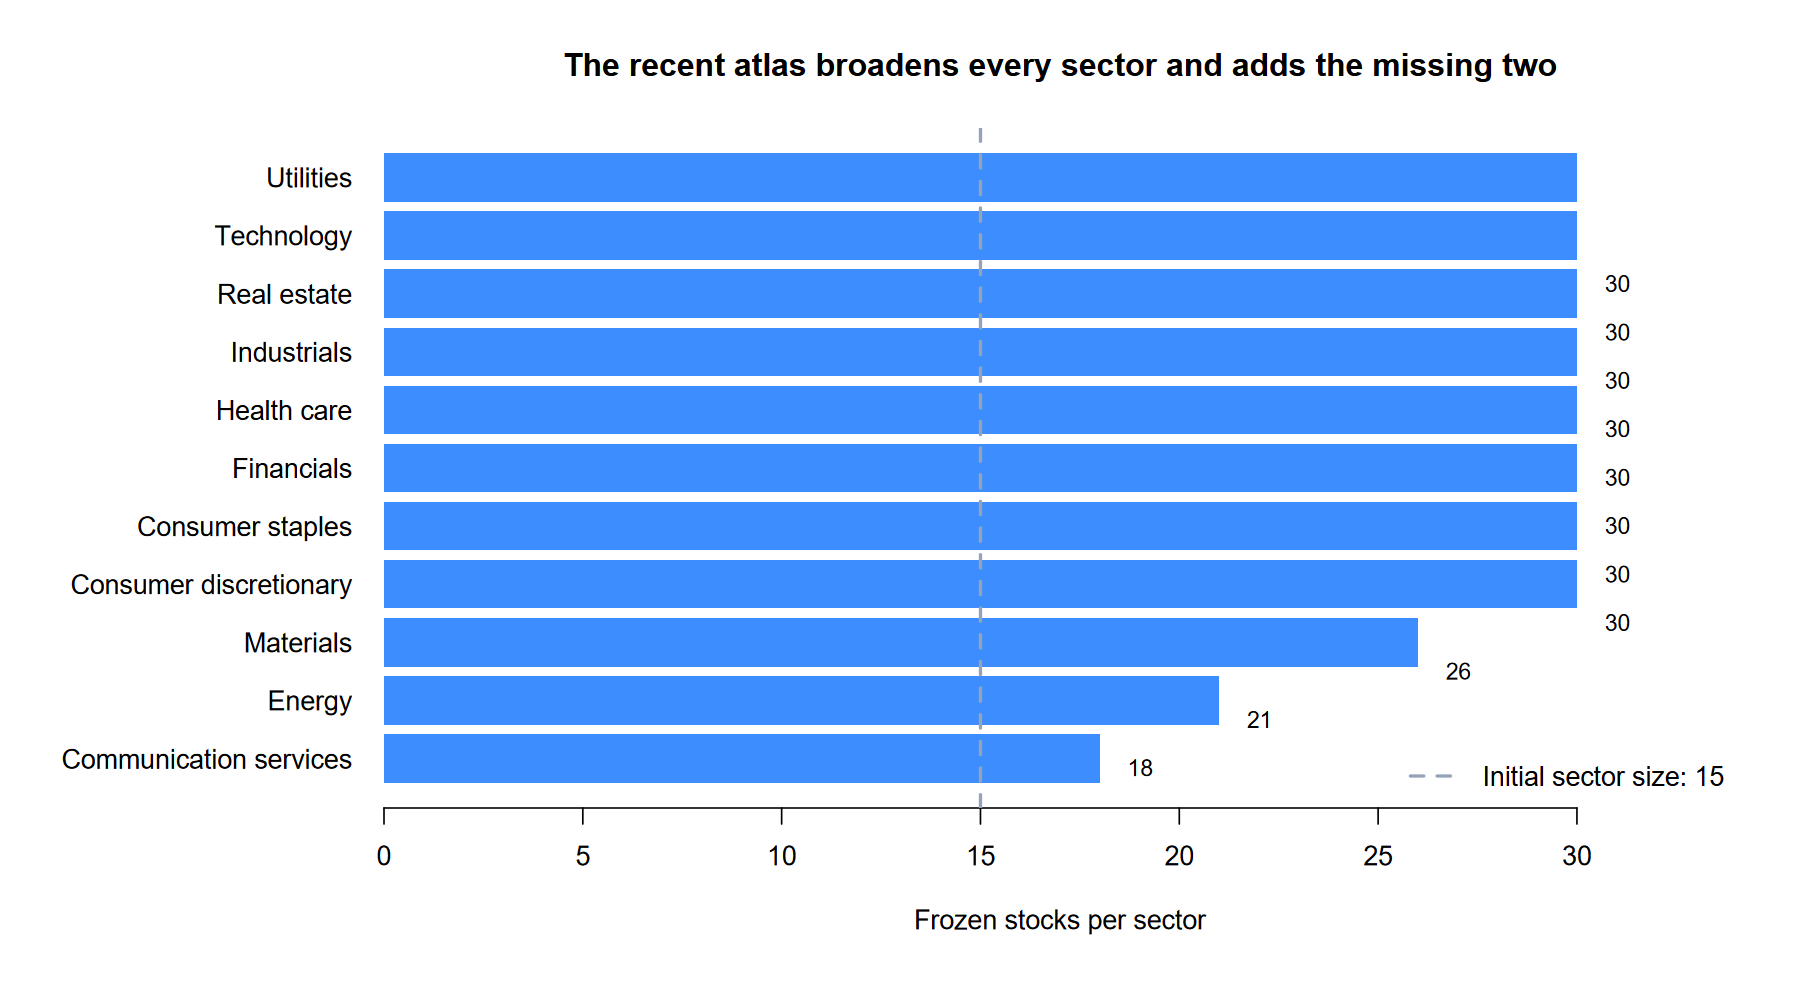 The recent atlas broadens every sector and adds the missing two
Utilities
Technology
Real estate
30
Industrials
30
30
Health care
30
Financials
30
Consumer staples
30
Consumer discretionary
30
30
Materials
26
Energy
21
Communication services
18
Initial sector size: 15
0 5 10 15 20 25 30
Frozen stocks per sector